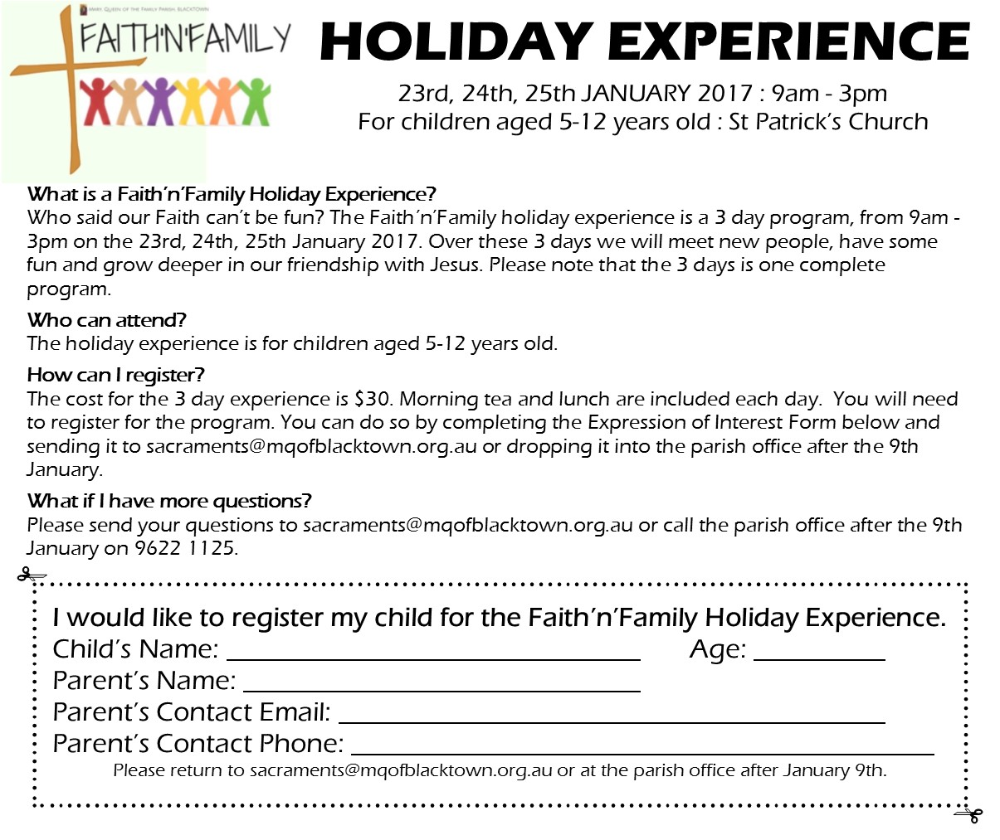 MARY, QUEEN OF THE FAMILY PARISH, BLACKTOWN
FAITH'N'FAMILY
HOLIDAY EXPERIENCE
23rd, 24th, 25th JANUARY 2017 : 9am - 3pm
For children aged 5-12 years old : St Patrick's Church
What is a Faith'n'Family Holiday Experience?
Who said our Faith can't be fun? The Faith'n'Family holiday experience is a 3 day program, from 9am -
3pm on the 23rd, 24th, 25th January 2017. Over these 3 days we will meet new people, have some
fun and grow deeper in our friendship with Jesus. Please note that the 3 days is one complete
program.
Who can attend?
The holiday experience is for children aged 5-12 years old.
How can I register?
The cost for the 3 day experience is $30. Morning tea and lunch are included each day.  You will need
to register for the program. You can do so by completing the Expression of Interest Form below and
sending it to sacraments@mqofblacktown.org.au or dropping it into the parish office after the 9th
January.
What if I have more questions?
Please send your questions to sacraments@mqofblacktown.org.au or call the parish office after the 9th
January on 9622 1125.
I would like to register my child for the Faith'n'Family Holiday Experience.
Child's Name: Age:
Parent's Name:
Parent's Contact Email:
Parent's Contact Phone:
Please return to sacraments@mqofblacktown.org.au or at the parish office after January 9th.